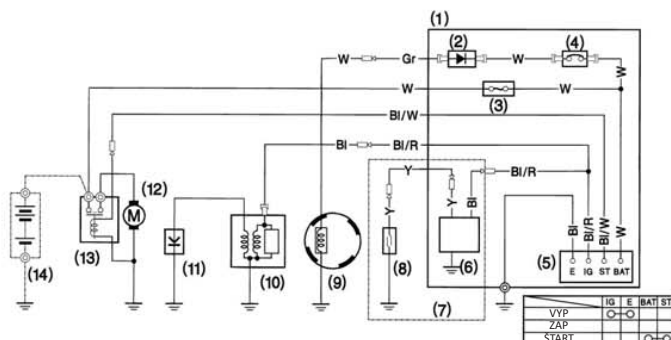 (1)
(2)
(4)
W
Gr
W
W
W
(3)
W
Bl/W
Bl
Bl/R
Y
Bl/R
Y
Y
Bl
(12)
M
(13)
(14)
K
(11)
(10)
(9)
(8)
(6)
(7)
Bl
Bl/R
Bl/W
W
(5)
E IG ST BAT
IG E BAT ST
VYP
ZAP
ŠTART